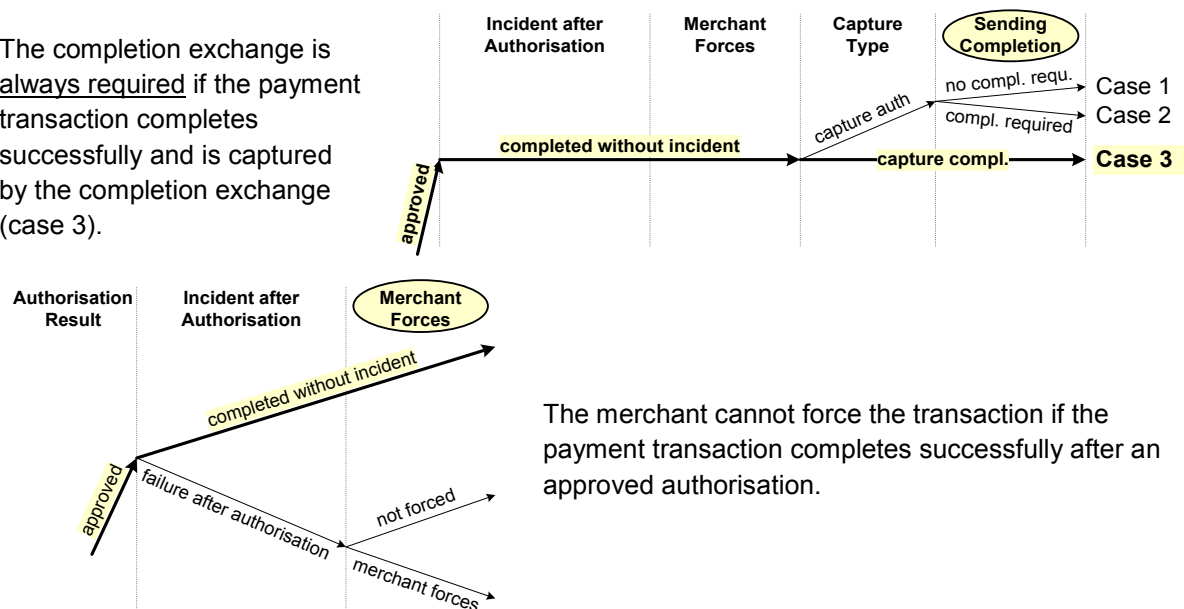 The completion exchange is
always required if the payment
transaction completes
successfully and is captured
by the completion exchange
(case 3).
Incident after
Authorisation
Merchant
Forces
Capture
Type
Sending
Completion
approved
completed without incident
capture auth
no compl. requ.
compl. required
capture compl.
Case 1
Case 2
Case 3
Authorisation
Result
Incident after
Authorisation
Merchant
Forces
approved
completed without incident
failure after authorisation
not forced
merchant forces
The merchant cannot force the transaction if the
payment transaction completes successfully after an
approved authorisation.